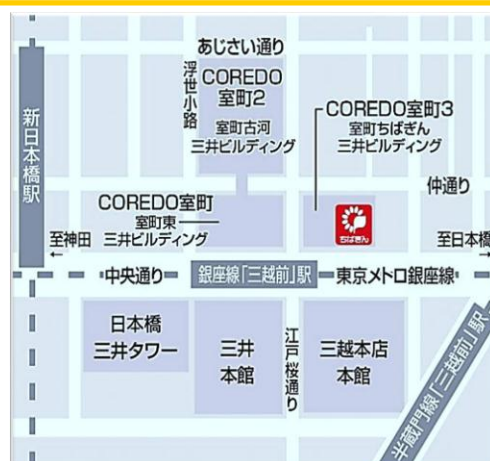 あじさい通り
浮世小路
COREDO
室町2
室町古河
三井ビルディング
COREDO室町3
室町ちばぎん
三井ビルディング
新日本橋駅
仲通り
COREDO室町
室町東
三井ビルディング
ちばぎん
至神田
←
至日本橋
→
中央通り
銀座線「三越前」駅
東京メトロ銀座線
日本橋
三井タワー
三井
本館
江戸桜通り
三越本店
本館
半蔵門線「三越前」駅